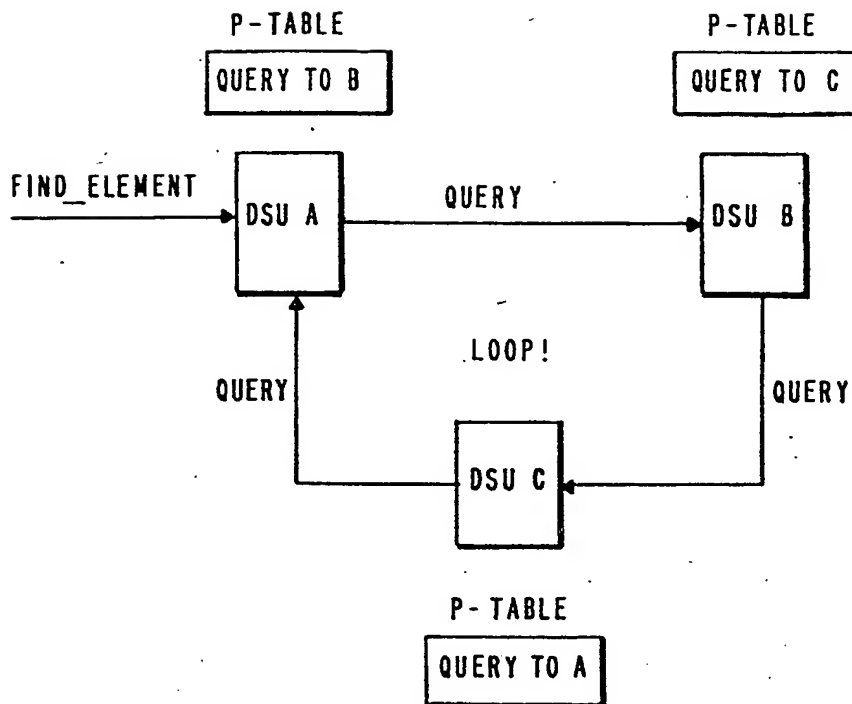 P-TABLE
P-TABLE
QUERY TO B
QUERY TO C
FIND_ELEMENT
DSU A
QUERY
DSU B
LOOP!
QUERY
QUERY
DSU C
P-TABLE
QUERY TO A